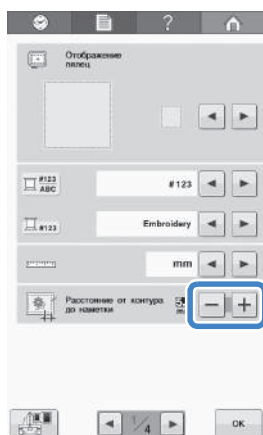 ?
Отображение
пялец
#123
ABC
#123
#123
Embroidery
mm
Расстояние от контура
до наметки
1/4
OK